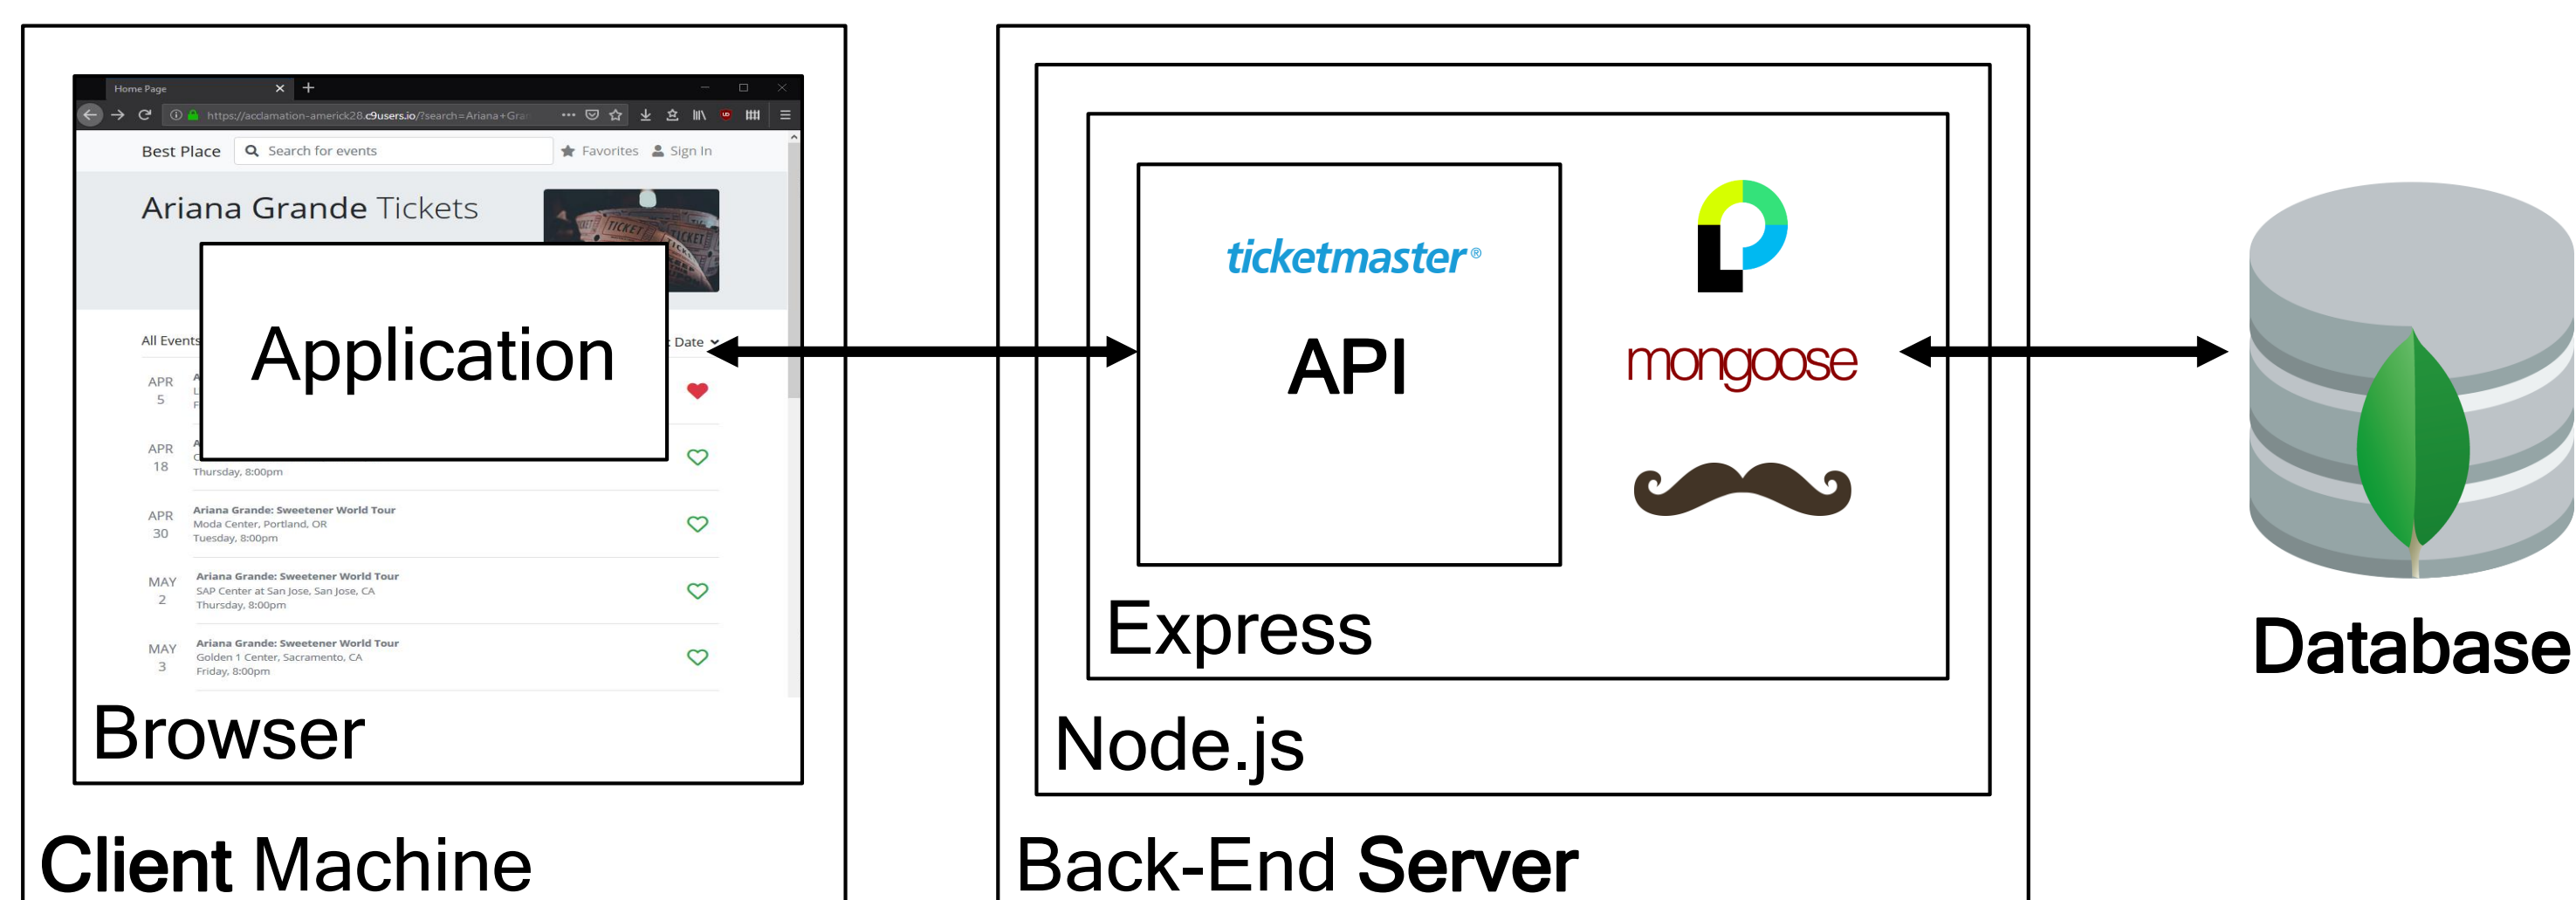 Home Page
https://acclamation-americk28.c9users.io/?search=Ariana+Gra
Best Place
Search for events
Favorites
Sign In
Ariana Grande Tickets
TICKET
TICKET
All Events
Date
Application
APR
5
APR
18
Thursday, 8:00pm
APR
30
Ariana Grande: Sweetener World Tour
Moda Center, Portland, OR
Tuesday, 8:00pm
MAY
2
Ariana Grande: Sweetener World Tour
SAP Center at San Jose, San Jose, CA
Thursday, 8:00pm
MAY
3
Ariana Grande: Sweetener World Tour
Golden 1 Center, Sacramento, CA
Friday, 8:00pm
Browser
Client Machine
ticketmaster®
API
mongoose
Express
Node.js
Back-End Server
Database